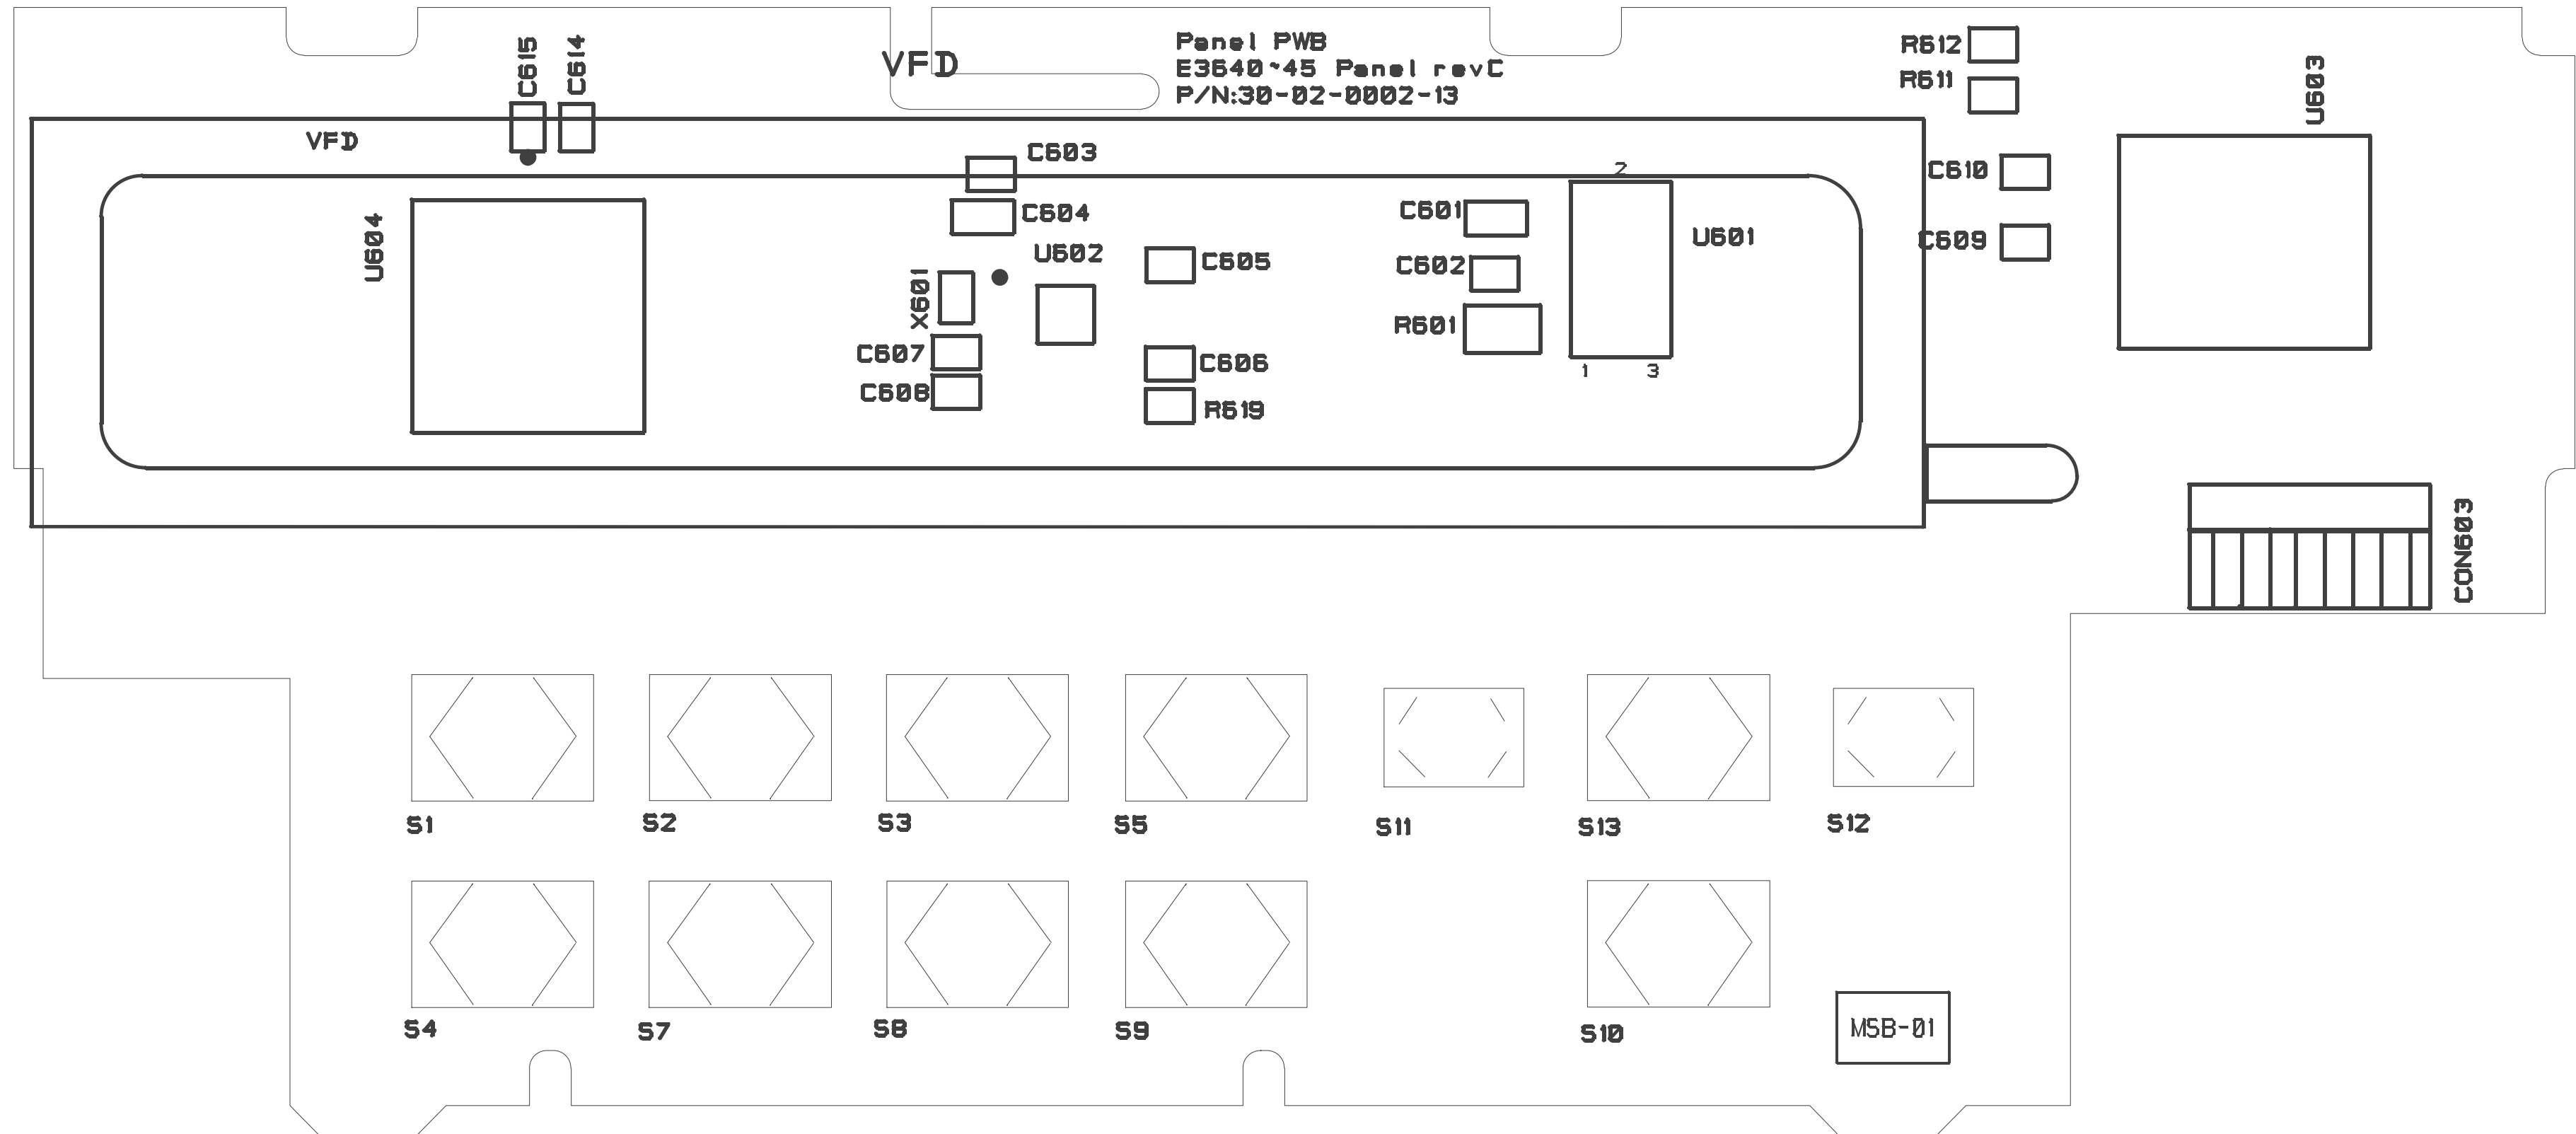 C615
C614
VFD
Panel PWB
E3640~45 Panel revC
P/N:30-02-0002-13
R612
R611
U603
VFD
C603
2
C610
U604
C604
C601
U601
C609
U602
C605
C602
X601
R601
C607
C606
1
3
C608
R619
CON603
S1
S2
S3
S5
S11
S13
S12
S4
S7
S8
S9
S10
MSB-01